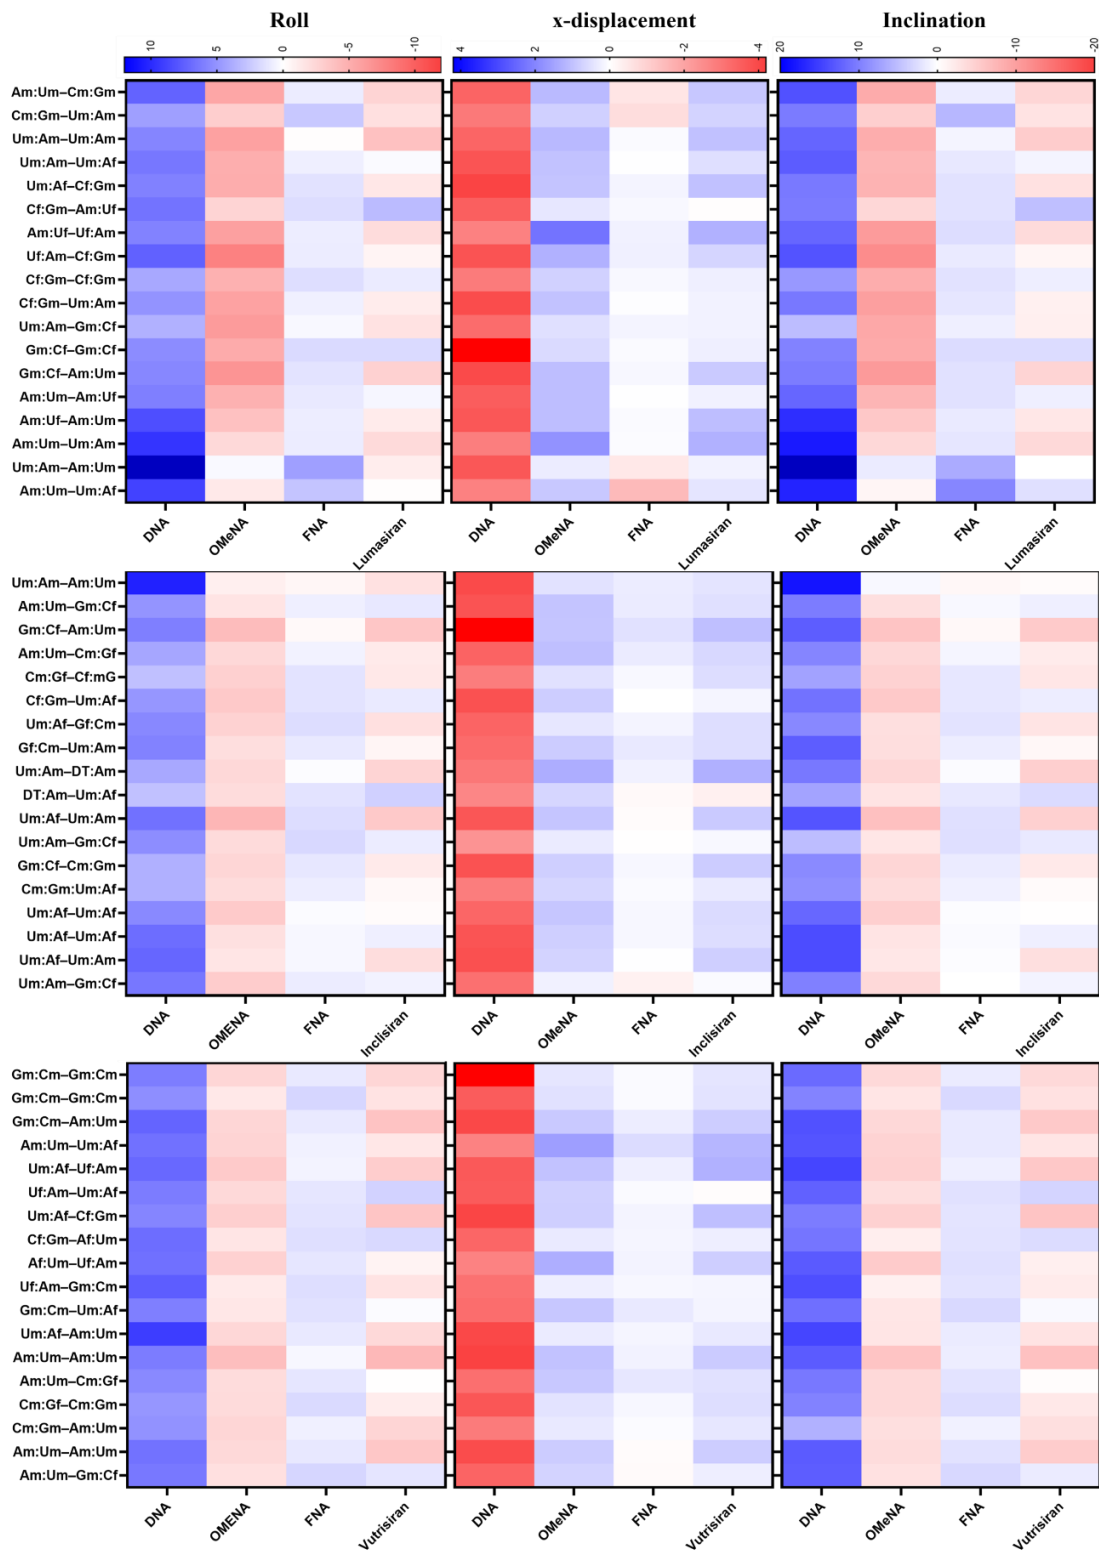 Roll x-displacement Inclination
10 5 0 -5 -10 4 2 0 -2 -4 20 10 0 -10 -20
Am:Um–Cm:Gm
Cm:Gm–Um:Am
Um:Am–Um:Am
Um:Am–Um:Af
Um:Af–Cf:Gm
Cf:Gm–Am:Uf
Am:Uf–Uf:Am
Uf:Am–Cf:Gm
Cf:Gm–Cf:Gm
Cf:Gm–Um:Am
Um:Am–Gm:Cf
Gm:Cf–Gm:Cf
Gm:Cf–Am:Um
Am:Um–Am:Uf
Am:Uf–Am:Um
Am:Um–Um:Am
Um:Am–Am:Um
Am:Um–Um:Af
DNA OMeNA FNA Lumasiran DNA OMeNA FNA Lumasiran DNA OMeNA FNA Lumasiran
Um:Am–Am:Um
Am:Um–Gm:Cf
Gm:Cf–Am:Um
Am:Um–Cm:Gf
Cm:Gf–Cf:mG
Cf:Gm–Um:Af
Um:Af–Gf:Cm
Gf:Cm–Um:Am
Um:Am–DT:Am
DT:Am–Um:Af
Um:Af–Um:Am
Um:Am–Gm:Cf
Gm:Cf–Cm:Gm
Cm:Gm:Um:Af
Um:Af–Um:Af
Um:Af–Um:Af
Um:Af–Um:Am
Um:Am–Gm:Cf
DNA OMENA FNA Inclisiran DNA OMeNA FNA Inclisiran DNA OMeNA FNA Inclisiran
Gm:Cm–Gm:Cm
Gm:Cm–Gm:Cm
Gm:Cm–Am:Um
Am:Um–Um:Af
Um:Af–Uf:Am
Uf:Am–Um:Af
Um:Af–Cf:Gm
Cf:Gm–Af:Um
Af:Um–Uf:Am
Uf:Am–Gm:Cm
Gm:Cm–Um:Af
Um:Af–Am:Um
Am:Um–Am:Um
Am:Um–Cm:Gf
Cm:Gf–Cm:Gm
Cm:Gm–Am:Um
Am:Um–Am:Um
Am:Um–Gm:Cf
DNA OMENA FNA Vutrisiran DNA OMeNA FNA Vutrisiran DNA OMeNA FNA Vutrisiran